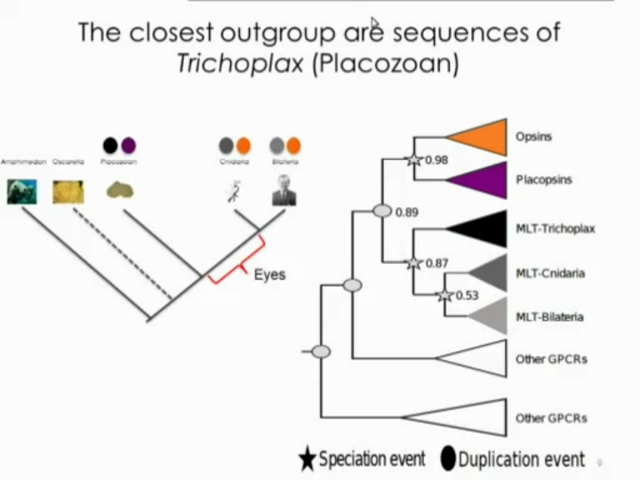 The closest outgroup are sequences of
Trichoplax (Placozoan)
Amphimedon Oscarella Placozoan Cnidaria Bilateria
Eyes
Opsins
0.98
Placopsins
0.89
MLT-Trichoplax
0.87
MLT-Cnidaria
0.53
MLT-Bilateria
Other GPCRs
Other GPCRs
Speciation event Duplication event
9